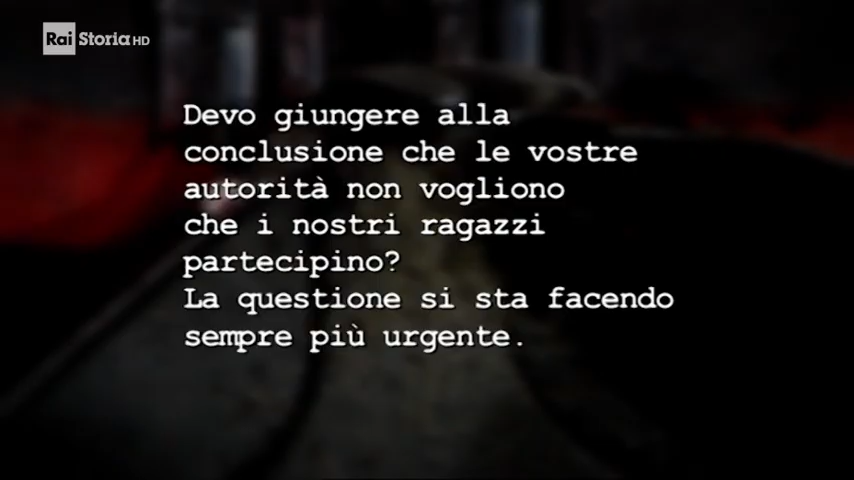 Rai Storia HD
Devo giungere alla
conclusione che le vostre
autorità non vogliono
che i nostri ragazzi
partecipino?
La questione si sta facendo
sempre più urgente.